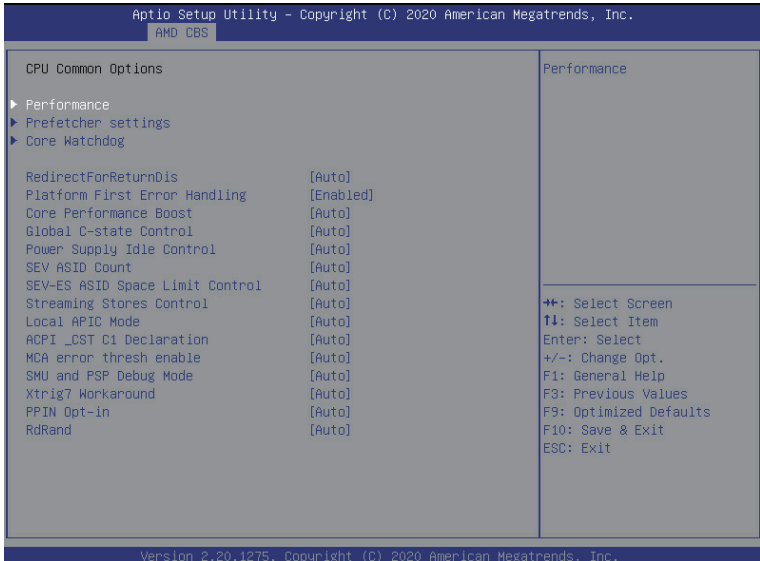 Aptio Setup Utility – Copyright (C) 2020 American Megatrends, Inc.
AMD CBS
CPU Common Options
Performance
Prefetcher settings
Core Watchdog
RedirectForReturnDis [Auto]
Platform First Error Handling [Enabled]
Core Performance Boost [Auto]
Global C-state Control [Auto]
Power Supply Idle Control [Auto]
SEV ASID Count [Auto]
SEV-ES ASID Space Limit Control [Auto]
Streaming Stores Control [Auto]
Local APIC Mode [Auto]
ACPI _CST C1 Declaration [Auto]
MCA error thresh enable [Auto]
SMU and PSP Debug Mode [Auto]
Xtrig7 Workaround [Auto]
PPIN Opt-in [Auto]
RdRand [Auto]
Performance
→←: Select Screen
↑↓: Select Item
Enter: Select
+/-: Change Opt.
F1: General Help
F3: Previous Values
F9: Optimized Defaults
F10: Save & Exit
ESC: Exit
Version 2.20.1275. Copyright (C) 2020 American Megatrends, Inc.